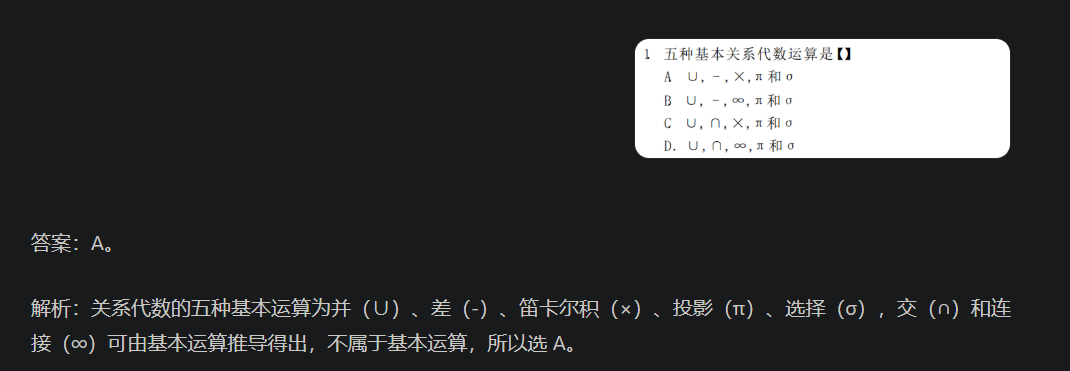 1 五种基本关系代数运算是【】
A ∪, －, ×, π 和 σ
B ∪, －, ∞, π 和 σ
C ∪, ∩, ×, π 和 σ
D. ∪, ∩, ∞, π 和 σ
答案：A。
解析：关系代数的五种基本运算为并（∪）、差（-）、笛卡尔积（×）、投影（π）、选择（σ），交（∩）和连
接（∞）可由基本运算推导得出，不属于基本运算，所以选 A。